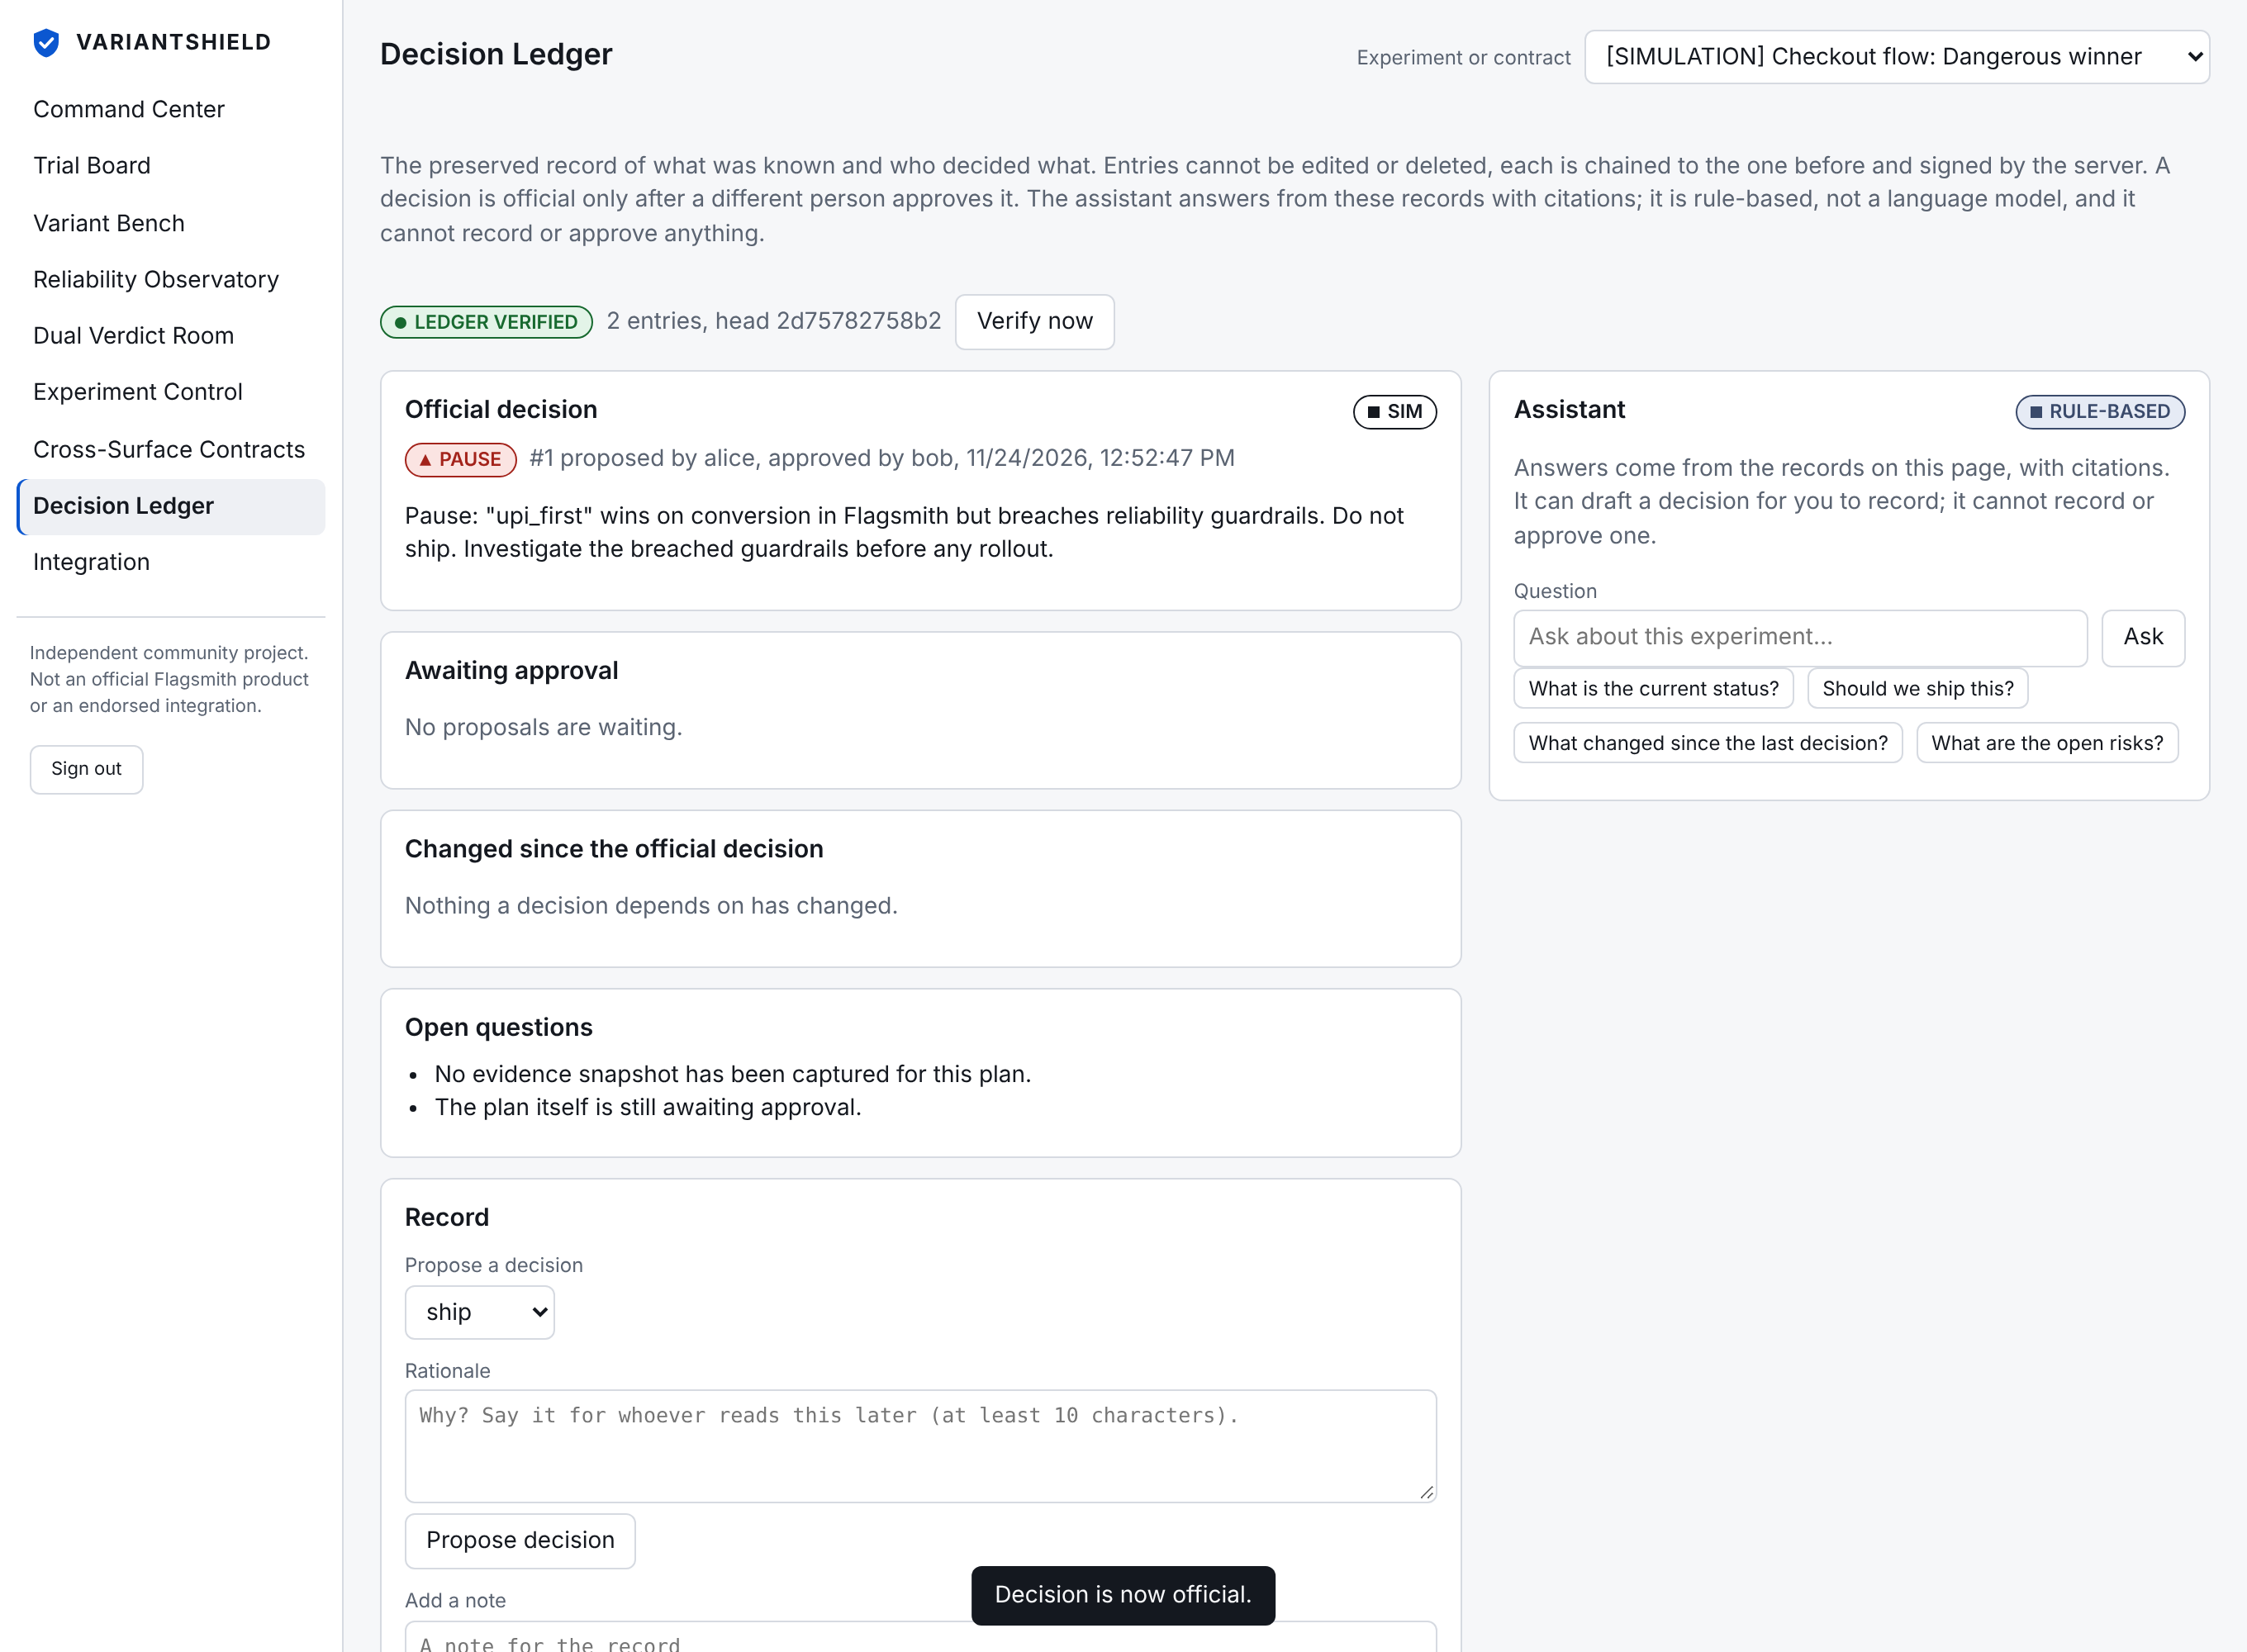 VARIANTSHIELD
Command Center
Trial Board
Variant Bench
Reliability Observatory
Dual Verdict Room
Experiment Control
Cross-Surface Contracts
Decision Ledger
Integration
Independent community project.
Not an official Flagsmith product
or an endorsed integration.
Sign out
Decision Ledger
Experiment or contract
[SIMULATION] Checkout flow: Dangerous winner
The preserved record of what was known and who decided what. Entries cannot be edited or deleted, each is chained to the one before and signed by the server. A
decision is official only after a different person approves it. The assistant answers from these records with citations; it is rule-based, not a language model, and it
cannot record or approve anything.
LEDGER VERIFIED
2 entries, head 2d75782758b2
Verify now
Official decision
SIM
PAUSE
#1 proposed by alice, approved by bob, 11/24/2026, 12:52:47 PM
Pause: "upi_first" wins on conversion in Flagsmith but breaches reliability guardrails. Do not
ship. Investigate the breached guardrails before any rollout.
Awaiting approval
No proposals are waiting.
Changed since the official decision
Nothing a decision depends on has changed.
Open questions
• No evidence snapshot has been captured for this plan.
• The plan itself is still awaiting approval.
Record
Propose a decision
ship
Rationale
Why? Say it for whoever reads this later (at least 10 characters).
Propose decision
Add a note
A note for the record
Decision is now official.
Assistant
RULE-BASED
Answers come from the records on this page, with citations.
It can draft a decision for you to record; it cannot record or
approve one.
Question
Ask about this experiment...
Ask
What is the current status?
Should we ship this?
What changed since the last decision?
What are the open risks?